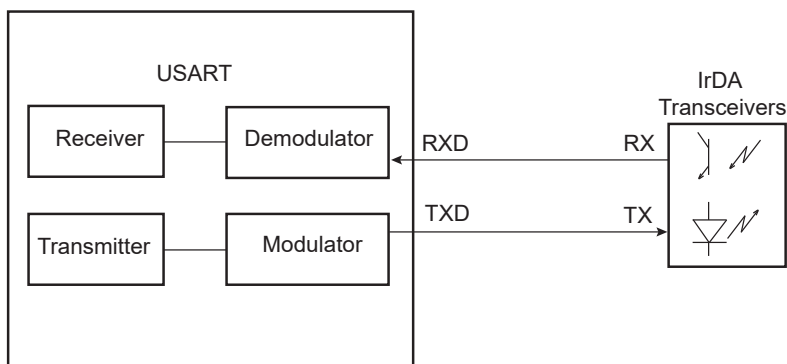 USART
IrDA
Transceivers
Receiver
Demodulator
RXD
RX
Transmitter
Modulator
TXD
TX